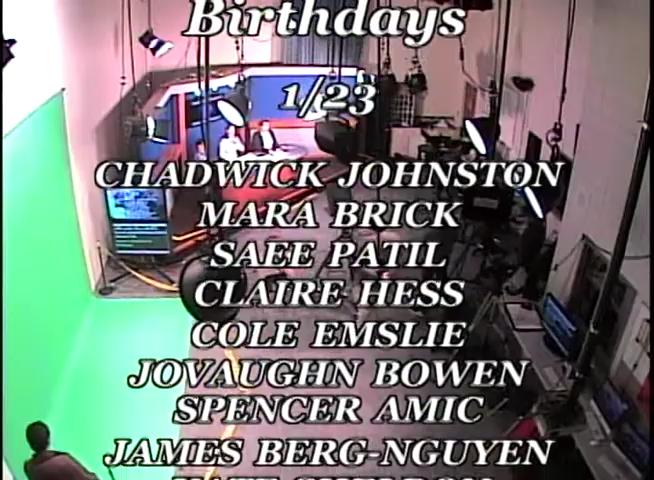 Birthdays
1/23
CHADWICK JOHNSTON
MARA BRICK
SAEE PATIL
CLAIRE HESS
COLE EMSLIE
JOVAUGHN BOWEN
SPENCER AMIC
JAMES BERG-NGUYEN